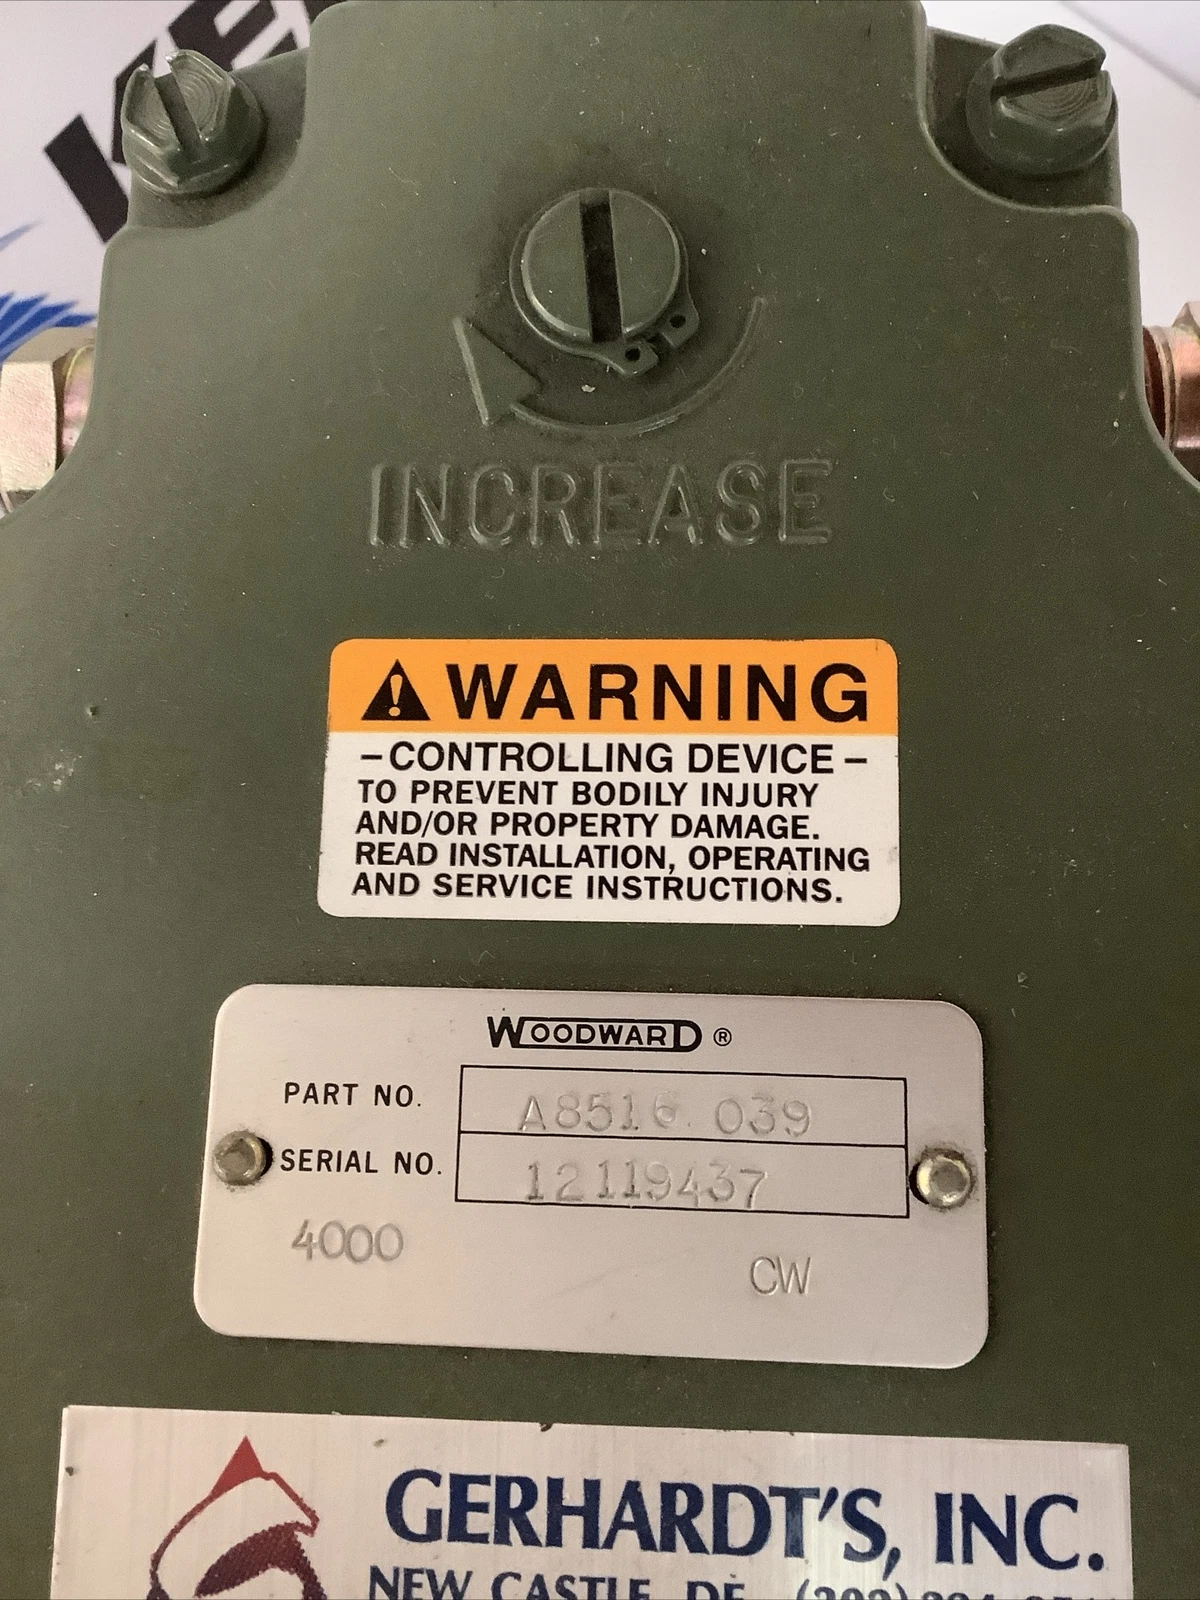 KE
INCREASE
WARNING
-CONTROLLING DEVICE-
TO PREVENT BODILY INJURY
AND/OR PROPERTY DAMAGE.
READ INSTALLATION, OPERATING
AND SERVICE INSTRUCTIONS.
WOODWARD ®
PART NO. A8516 039
SERIAL NO. 12119437
4000 CW
GERHARDT'S, INC.
NEW CASTLE, DE